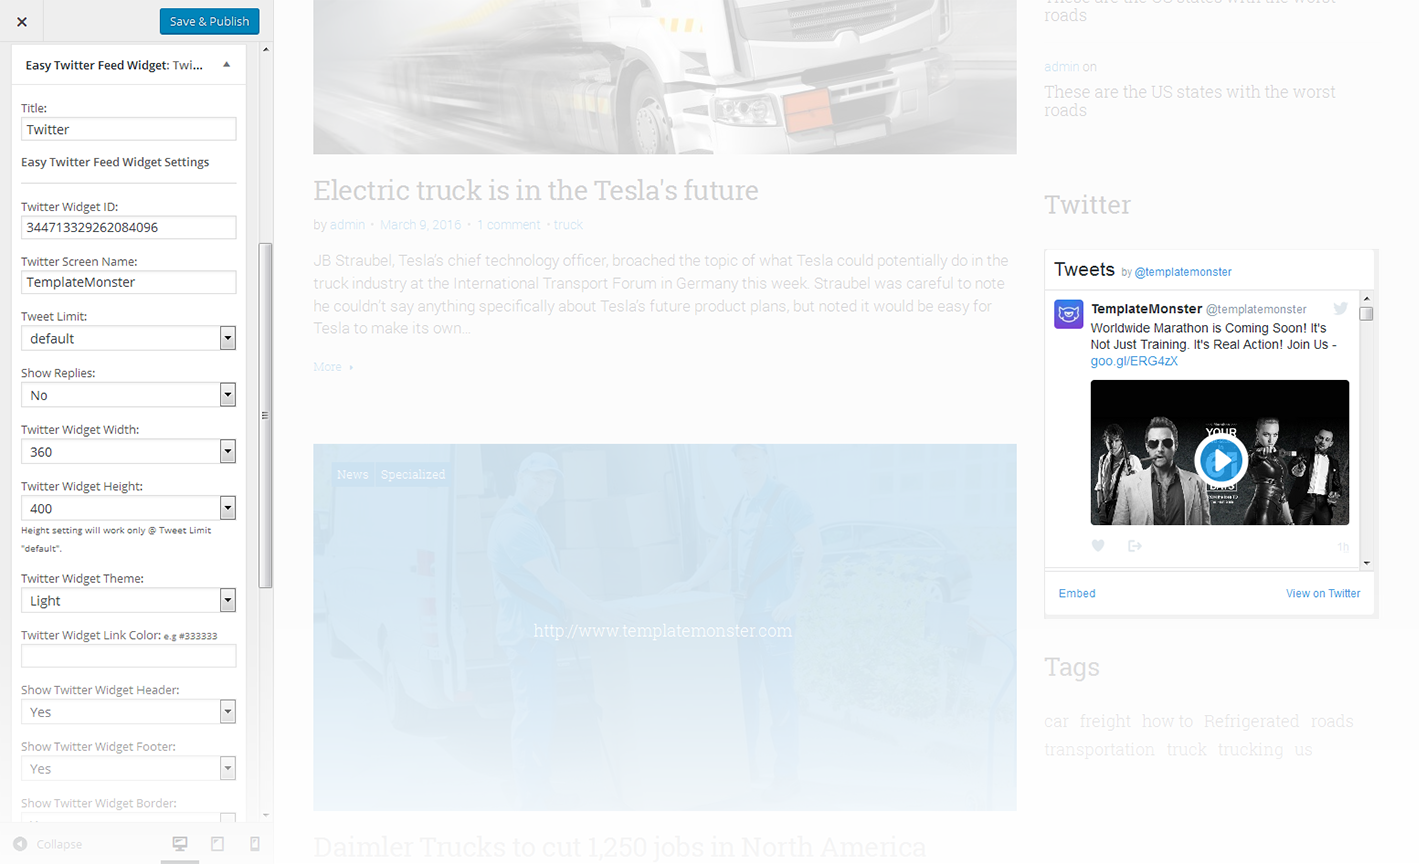 Save & Publish
Easy Twitter Feed Widget: Twi...
Title:
Twitter
Easy Twitter Feed Widget Settings
Twitter Widget ID:
344713329262084096
Twitter Screen Name:
TemplateMonster
Tweet Limit:
default
Show Replies:
No
Twitter Widget Width:
360
Twitter Widget Height:
400
Height setting will work only @ Tweet Limit
"default".
Twitter Widget Theme:
Light
Twitter Widget Link Color: e.g #333333
Show Twitter Widget Header:
Yes
Show Twitter Widget Footer:
Yes
Show Twitter Widget Border:
Collapse
Electric truck is in the Tesla's future
by admin • March 9, 2016 • 1 comment • truck
JB Straubel, Tesla's chief technology officer, broached the topic of what Tesla could potentially do in the
truck industry at the International Transport Forum in Germany this week. Straubel was careful to note
he couldn't say anything specifically about Tesla's future product plans, but noted it would be easy for
Tesla to make its own...
More
News Specialized
http://www.templatemonster.com
Daimler Trucks to cut 1,250 jobs in North America
These are the US states with the worst
roads
admin on
These are the US states with the worst
roads
Twitter
Tweets by @templatemonster
TemplateMonster @templatemonster
Worldwide Marathon is Coming Soon! It's
Not Just Training. It's Real Action! Join Us -
goo.gl/ERG4zX
YOUR
DAYS
1h
Embed
View on Twitter
Tags
car freight how to Refrigerated roads
transportation truck trucking us